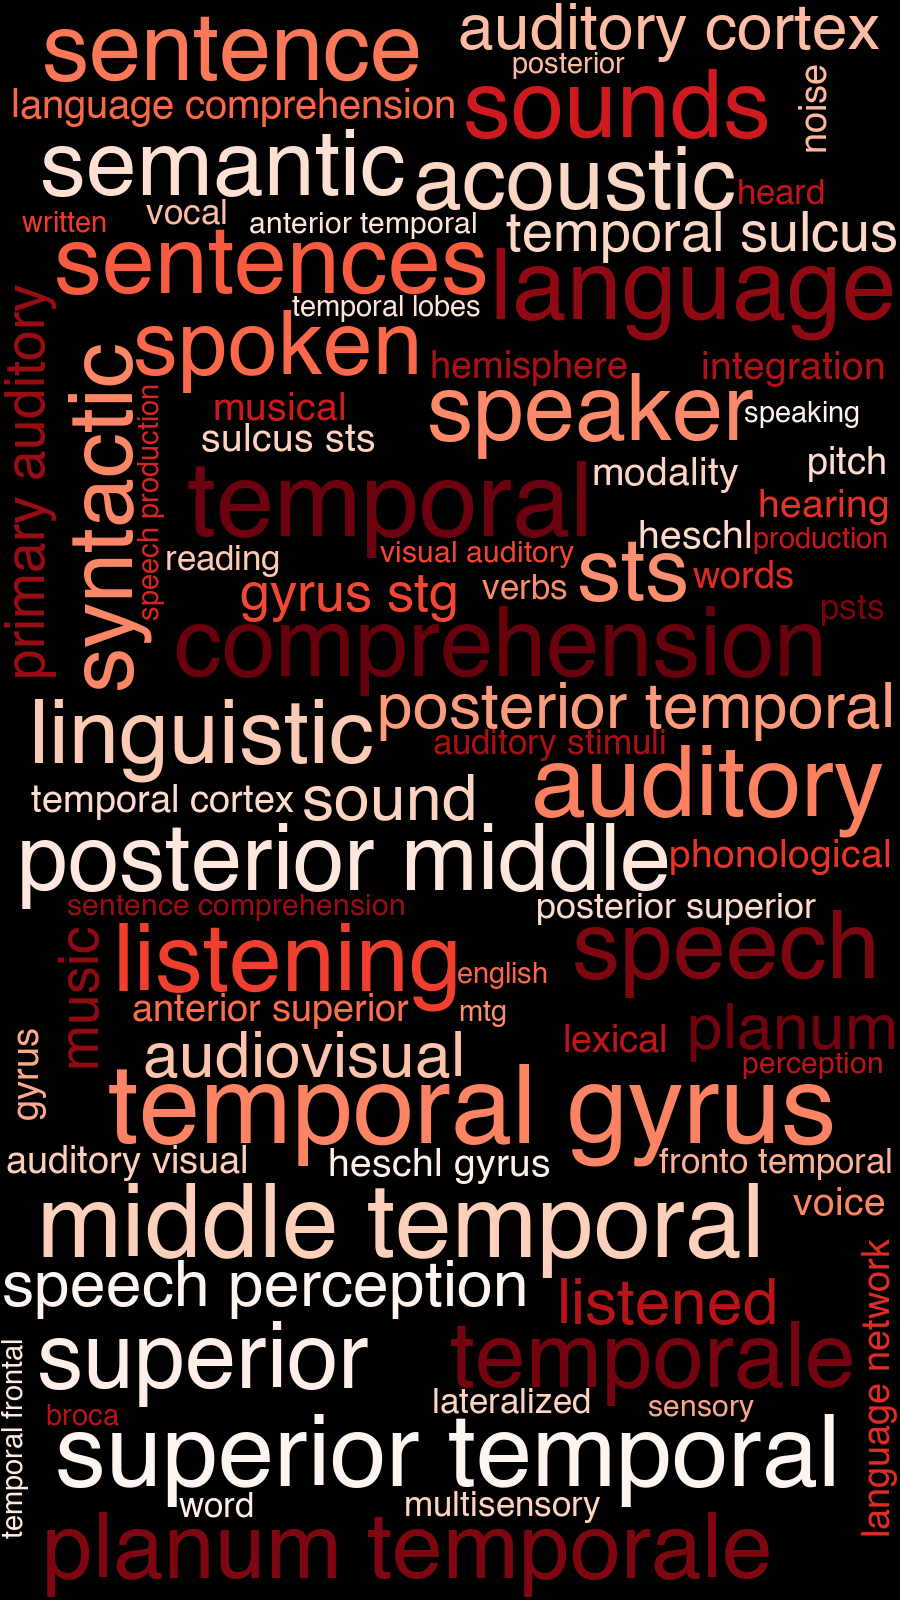 sentence
auditory cortex
posterior
language comprehension
sounds
noise
semantic
acoustic
heard
written
vocal
anterior temporal
temporal sulcus
sentences
language
temporal lobes
primary auditory
spoken
syntactic
hemisphere
integration
speech production
musical
speaker
speaking
sulcus sts
temporal
modality
pitch
hearing
heschl
production
reading
visual auditory
sts
words
gyrus stg
verbs
psts
comprehension
posterior temporal
linguistic
auditory stimuli
auditory
temporal cortex
sound
posterior middle
phonological
sentence comprehension
posterior superior
music
listening
speech
english
anterior superior
mtg
planum
gyrus
audiovisual
lexical
perception
temporal gyrus
auditory visual
heschl gyrus
fronto temporal
middle temporal
voice
speech perception
language network
listened
superior
temporale
temporal frontal
lateralized
sensory
broca
superior temporal
word
multisensory
planum temporale